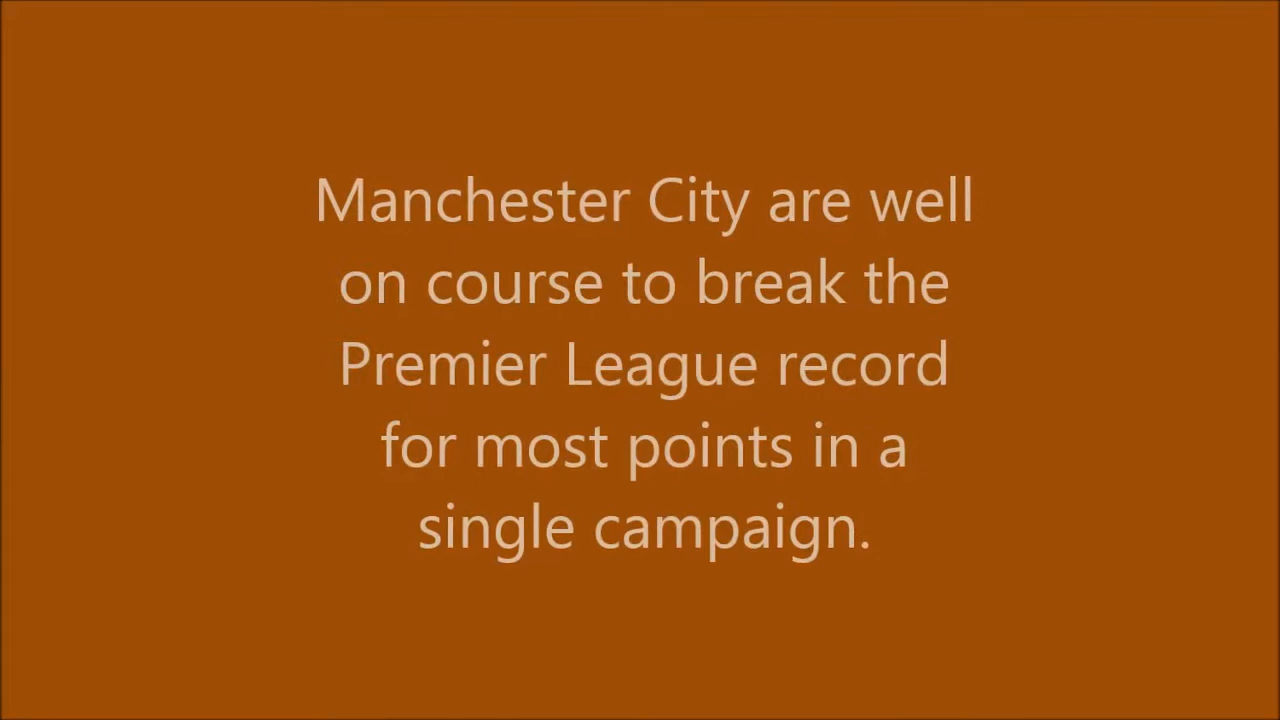 Manchester City are well
on course to break the
Premier League record
for most points in a
single campaign.